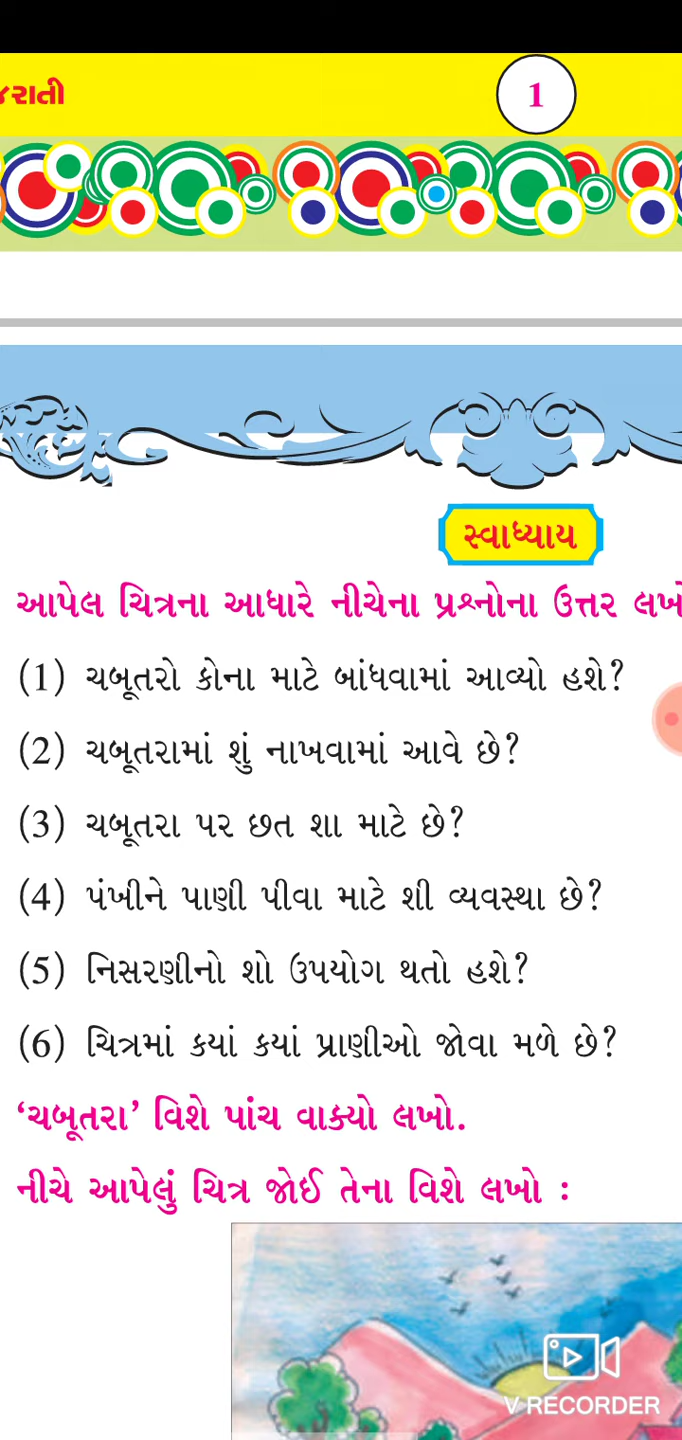 1
સ્વાધ્યાય
આપેલ ચિત્રના આધારે નીચેના પ્રશ્નોના ઉત્તર લખો
(1) ચબૂતરો કોના માટે બાંધવામાં આવ્યો હશે?
(2) ચબૂતરામાં શું નાખવામાં આવે છે?
(3) ચબૂતરા પર છત શા માટે છે?
(4) પંખીને પાણી પીવા માટે શી વ્યવસ્થા છે?
(5) નિસરણીનો શો ઉપયોગ થતો હશે?
(6) ચિત્રમાં કયાં કયાં પ્રાણીઓ જોવા મળે છે?
‘ચબૂતરા’ વિશે પાંચ વાક્યો લખો.
નીચે આપેલું ચિત્ર જોઈ તેના વિશે લખો :
V RECORDER